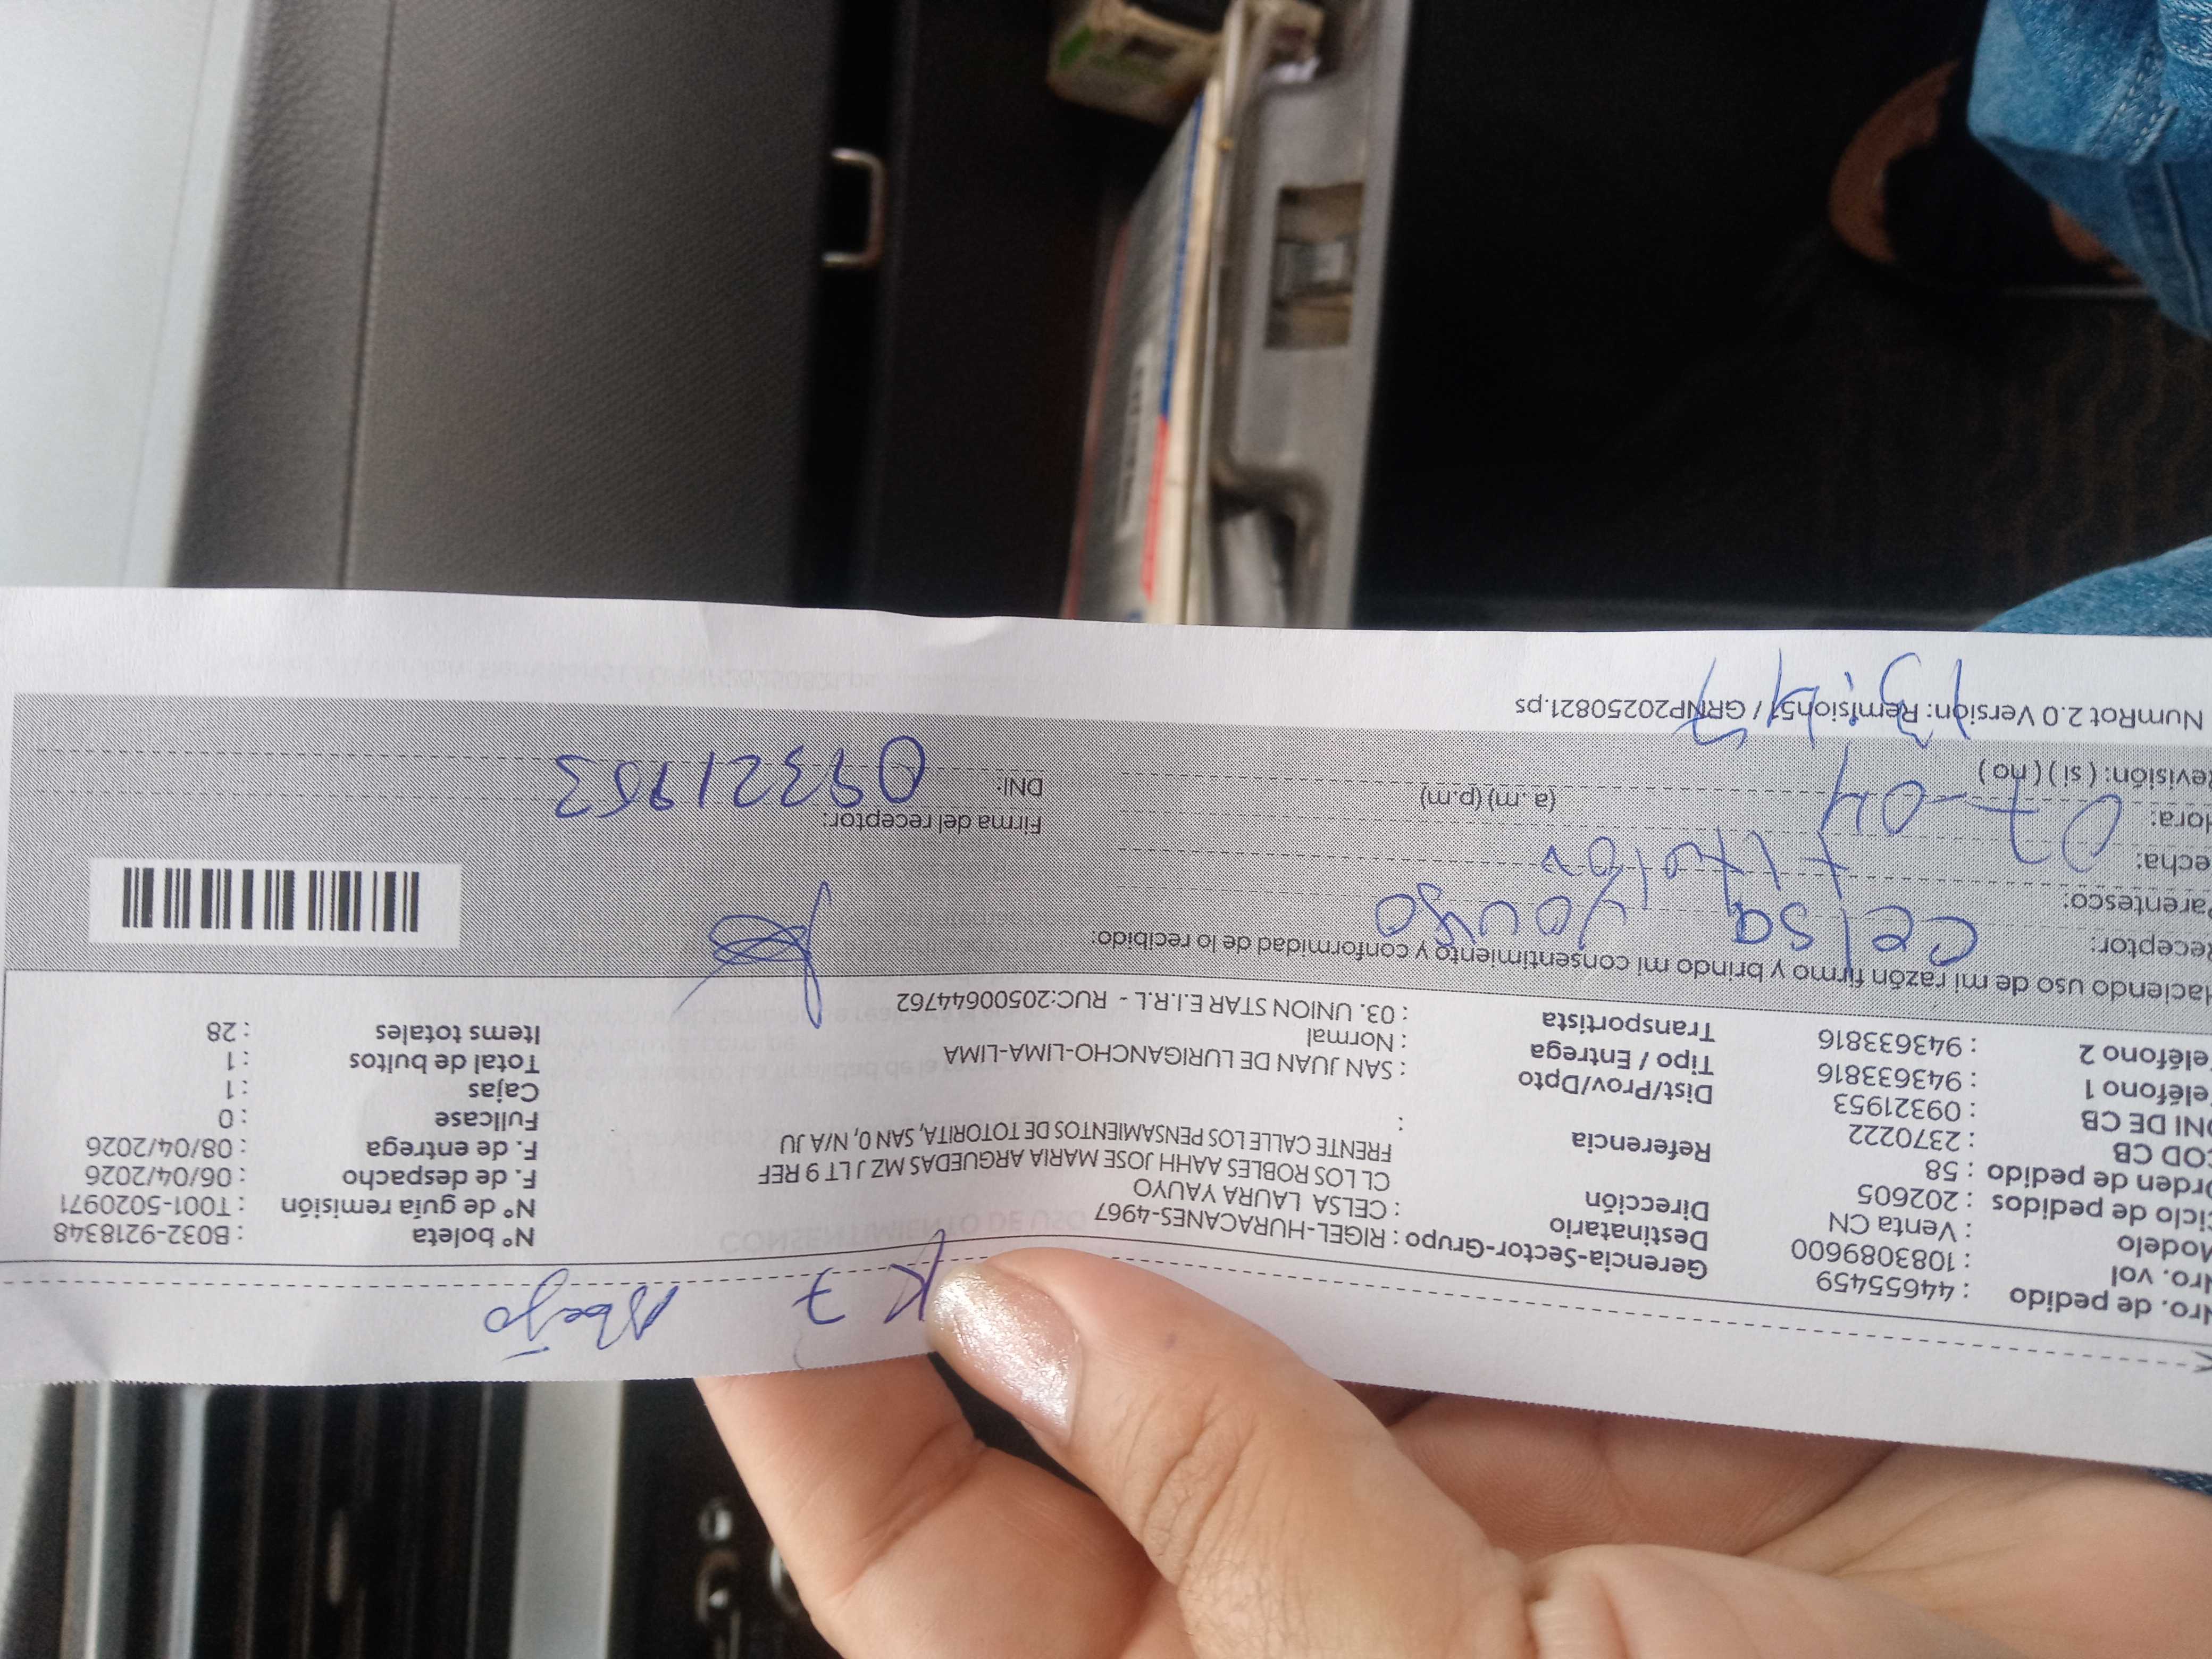 K 7 Abajo
Nro. de pedido : 44655459
Nro. vol : 1083089600
Modelo : Venta CN
Ciclo de pedidos : 202605
Orden de pedido : 58
COD CB : 2370222
DNI DE CB : 09321953
Teléfono 1 : 943633816
Teléfono 2 : 943633816
Gerencia-Sector-Grupo : RIGEL-HURACANES-4967
Destinatario : CELSA LAURA YAUYO
Dirección CL LOS ROBLES AAHH JOSE MARIA ARGUEDAS MZ J LT 9 REF
FRENTE CALLE LOS PENSAMIENTOS DE TOTORITA, SAN 0, N/A JU
Referencia :
Dist/Prov/Dpto : SAN JUAN DE LURIGANCHO-LIMA-LIMA
Tipo / Entrega : Normal
Transportista : 03. UNION STAR E.I.R.L - RUC:20500644762
Nº boleta : B032-9218348
Nº de guía remisión : T001-5020971
F. de despacho : 06/04/2026
F. de entrega : 08/04/2026
Fullcase : 0
Cajas : 1
Total de bultos : 1
Items totales : 28
Haciendo uso de mi razón firmo y brindo mi consentimiento y conformidad de lo recibido:
Receptor: Celsa Yauyo
Parentesco:
Fecha: 07-04
Hora: (a. m) (p.m)
Revisión: ( si ) ( no )
Firma del receptor:
DNI: 09321953
NumRot 2.0 Version: Remision51 / GRNP20250821.ps